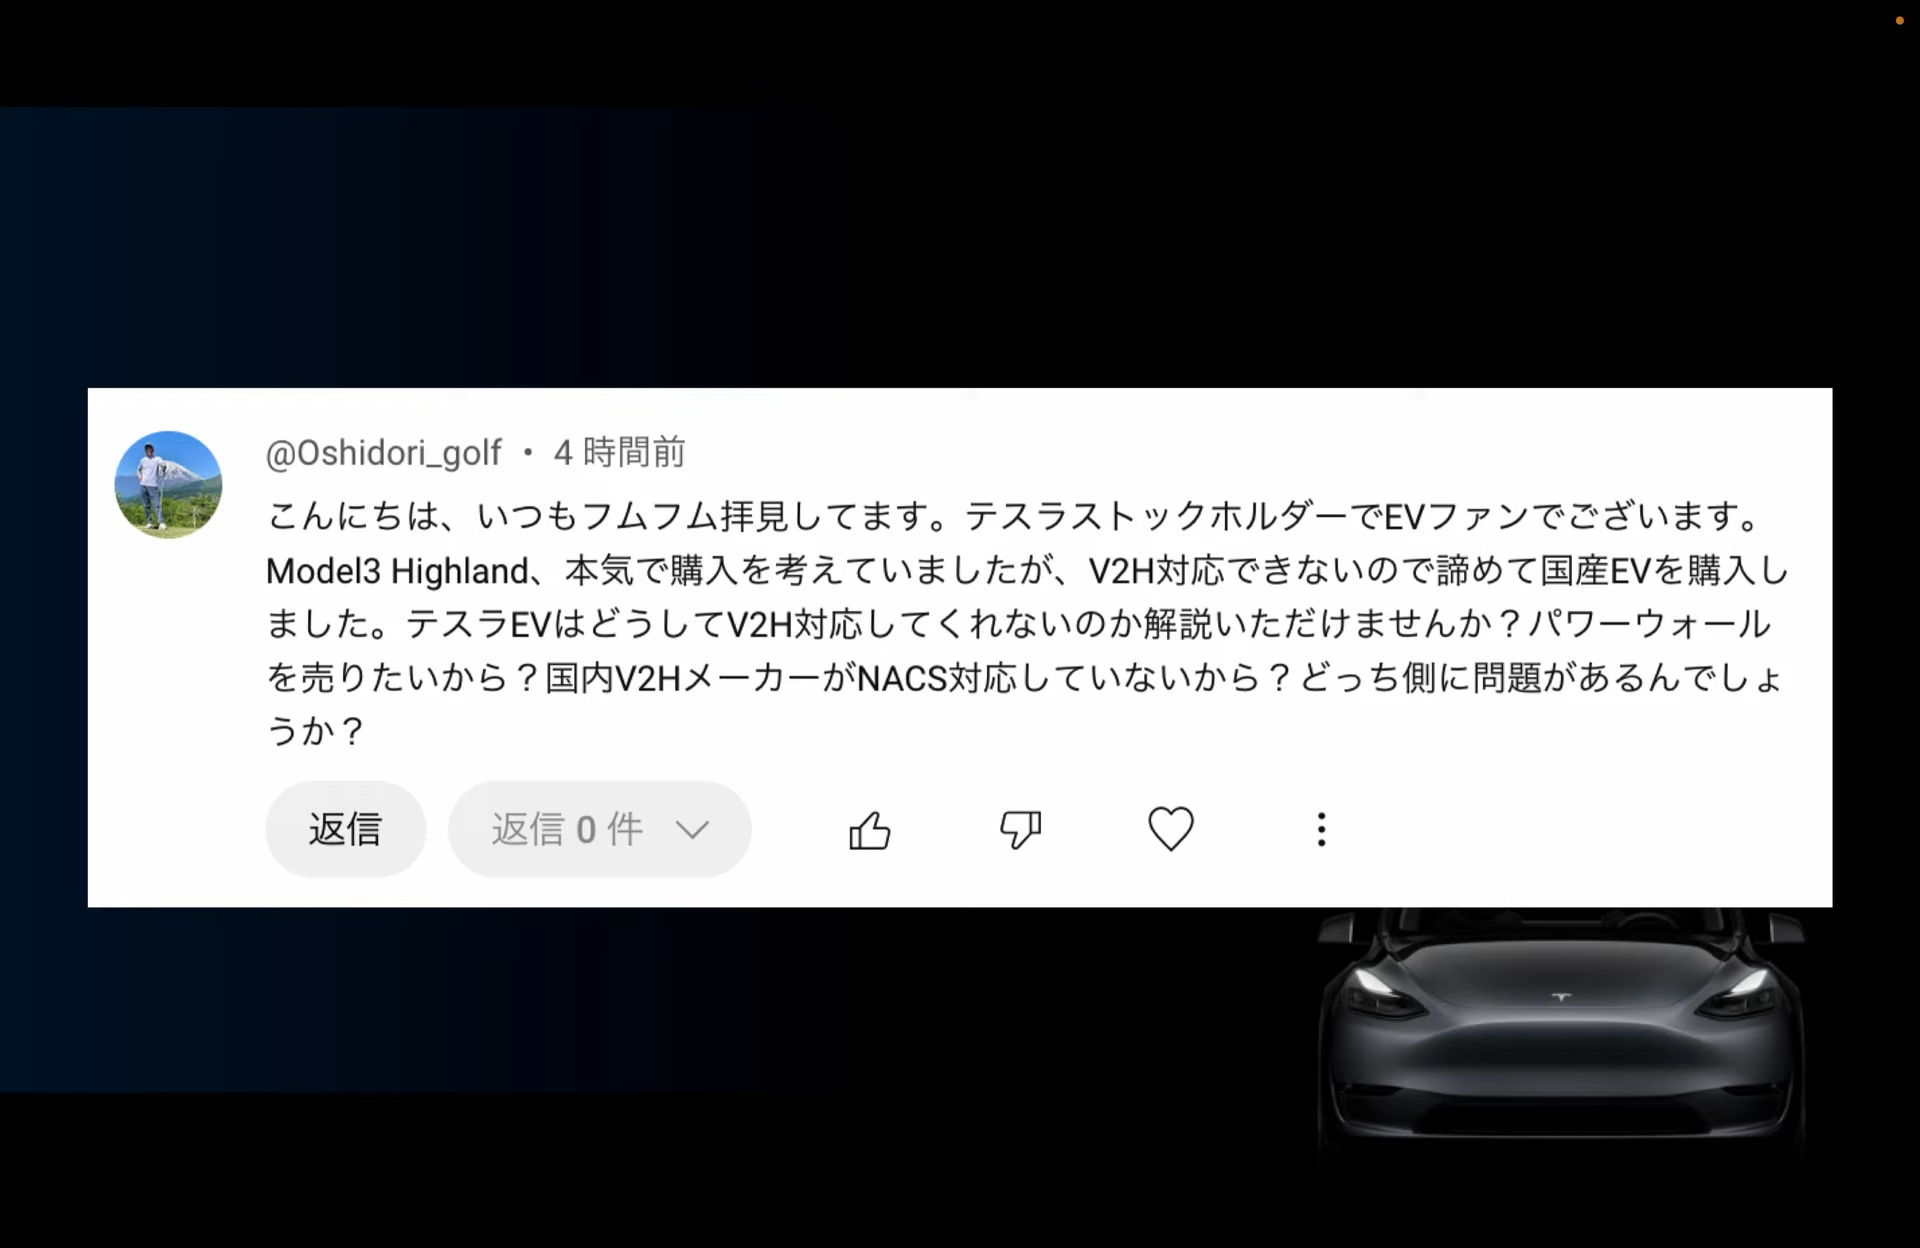 @Oshidori_golf • 4 時間前
こんにちは、いつもフムフム拝見してます。テスラストックホルダーでEVファンでございます。
Model3 Highland、本気で購入を考えていましたが、V2H対応できないので諦めて国産EVを購入し
ました。テスラEVはどうしてV2H対応してくれないのか解説いただけませんか？パワーウォール
を売りたいから？国内V2HメーカーがNACS対応していないから？どっち側に問題があるんでしょ
うか？
返信 返信 0 件